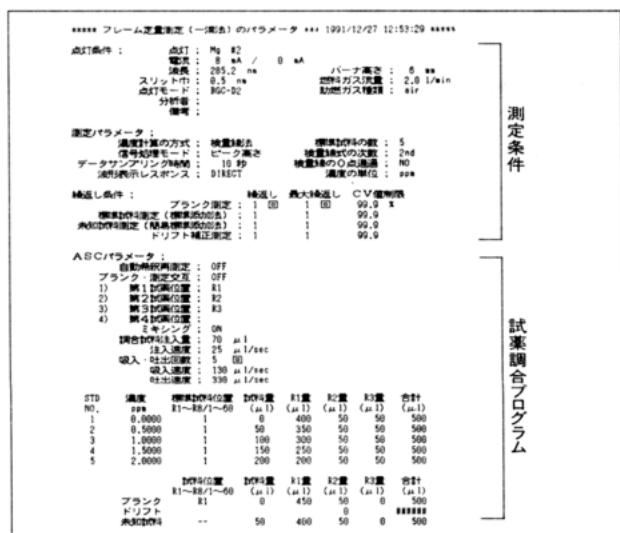 ***** フレーム定量測定 (一滴法) のパラメータ *** 1991/12/27 12:53:29 *****
点灯条件 : 点灯 : Mg #2
電流 : 8 mA / 0 mA
波長 : 285.2 nm バーナ高さ : 6 mm
スリット巾 : 0.5 nm 燃料ガス流量 : 2.0 l/min
点灯モード : BGC-D2 助燃ガス種類 : air
分析者 :
備考 :
測定パラメータ :
濃度計算の方式 : 検量線法 標準試料の数 : 5
信号処理モード : ピーク高さ 検量線式の次数 : 2nd
データサンプリング時間 : 10 秒 検量線の0点通過 : NO
波形表示レスポンス : DIRECT 濃度の単位 : ppm
繰返し条件 : 繰返し 最大繰返し CV値制限
ブランク測定 : 1 回 1 回 99.9 %
標準試料測定 (標準添加法) : 1 1 99.9
未知試料測定 (簡易標準添加法) : 1 1 99.9
ドリフト補正測定 : 1 1 99.9
ASCパラメータ :
自動希釈再測定 : OFF
ブランク・測定交互 : OFF
1) 第1試薬位置 : R1
2) 第2試薬位置 : R2
3) 第3試薬位置 : R3
4) 第4試薬位置 :
ミキシング : ON
調合試料注入量 : 70 μl
注入速度 : 25 μl/sec
吸入・吐出回数 : 5 回
吸入速度 : 130 μl/sec
吐出速度 : 330 μl/sec
STD 濃度 標準試料位置 試料量 R1量 R2量 R3量 合計
NO. ppm R1~R8/1~60 (μl) (μl) (μl) (μl) (μl)
1 0.0000 1 0 400 50 50 500
2 0.5000 1 50 350 50 50 500
3 1.0000 1 100 300 50 50 500
4 1.5000 1 150 250 50 50 500
5 2.0000 1 200 200 50 50 500
試料位置 試料量 R1量 R2量 R3量 合計
R1~R8/1~60 (μl) (μl) (μl) (μl) (μl)
ブランク R1 0 450 50 0 500
ドリフト 0 ######
未知試料 -- 50 400 50 0 500
測定条件
試薬調合プログラム